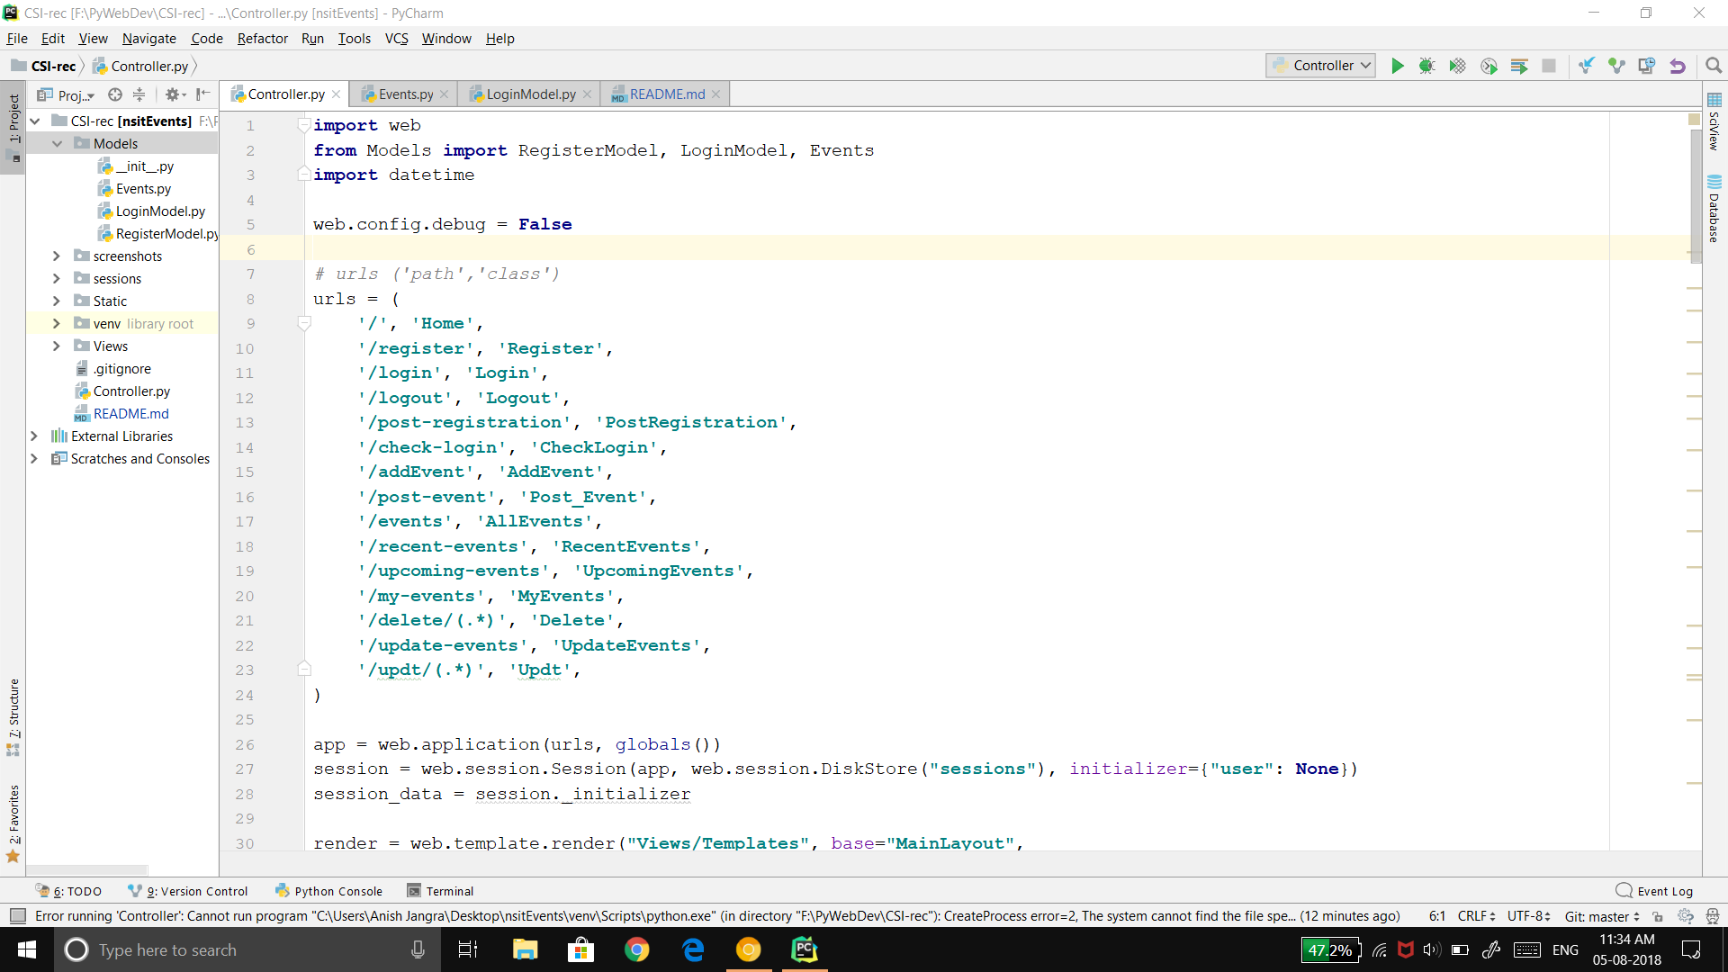 CSI-rec [F:\PyWebDev\CSI-rec] - ...\Controller.py [nsitEvents] - PyCharm
File Edit View Navigate Code Refactor Run Tools VCS Window Help
CSI-rec Controller.py Controller
Proj... Controller.py Events.py LoginModel.py README.md
1: Project
7: Structure
2: Favorites
CSI-rec [nsitEvents] F:\P
Models
__init__.py
Events.py
LoginModel.py
RegisterModel.py
screenshots
sessions
Static
venv library root
Views
.gitignore
Controller.py
README.md
External Libraries
Scratches and Consoles
1 import web
2 from Models import RegisterModel, LoginModel, Events
3 import datetime
4
5 web.config.debug = False
6
7 # urls ('path','class')
8 urls = (
9 '/', 'Home',
10 '/register', 'Register',
11 '/login', 'Login',
12 '/logout', 'Logout',
13 '/post-registration', 'PostRegistration',
14 '/check-login', 'CheckLogin',
15 '/addEvent', 'AddEvent',
16 '/post-event', 'Post_Event',
17 '/events', 'AllEvents',
18 '/recent-events', 'RecentEvents',
19 '/upcoming-events', 'UpcomingEvents',
20 '/my-events', 'MyEvents',
21 '/delete/(.*)', 'Delete',
22 '/update-events', 'UpdateEvents',
23 '/updt/(.*)', 'Updt',
24 )
25
26 app = web.application(urls, globals())
27 session = web.session.Session(app, web.session.DiskStore("sessions"), initializer={"user": None})
28 session_data = session._initializer
29
30 render = web.template.render("Views/Templates", base="MainLayout",
SciView
Database
6: TODO 9: Version Control Python Console Terminal Event Log
Error running 'Controller': Cannot run program "C:\Users\Anish Jangra\Desktop\nsitEvents\venv\Scripts\python.exe" (in directory "F:\PyWebDev\CSI-rec"): CreateProcess error=2, The system cannot find the file spe... (12 minutes ago) 6:1 CRLF UTF-8 Git: master
Type here to search 47.2% ENG 11:34 AM
05-08-2018